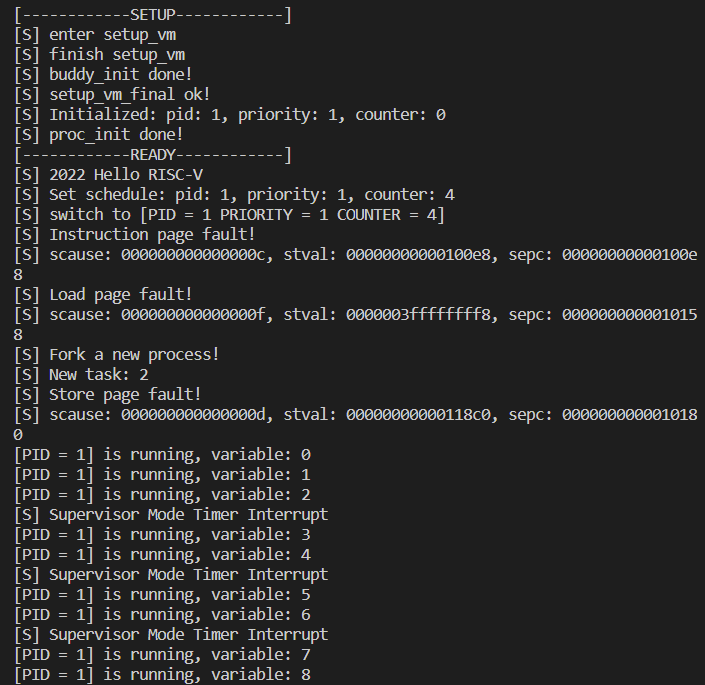 [------------SETUP------------]
[S] enter setup_vm
[S] finish setup_vm
[S] buddy_init done!
[S] setup_vm_final ok!
[S] Initialized: pid: 1, priority: 1, counter: 0
[S] proc_init done!
[------------READY------------]
[S] 2022 Hello RISC-V
[S] Set schedule: pid: 1, priority: 1, counter: 4
[S] switch to [PID = 1 PRIORITY = 1 COUNTER = 4]
[S] Instruction page fault!
[S] scause: 000000000000000c, stval: 00000000000100e8, sepc: 00000000000100e
8
[S] Load page fault!
[S] scause: 000000000000000f, stval: 0000003ffffffff8, sepc: 000000000001015
8
[S] Fork a new process!
[S] New task: 2
[S] Store page fault!
[S] scause: 000000000000000d, stval: 00000000000118c0, sepc: 000000000001018
0
[PID = 1] is running, variable: 0
[PID = 1] is running, variable: 1
[PID = 1] is running, variable: 2
[S] Supervisor Mode Timer Interrupt
[PID = 1] is running, variable: 3
[PID = 1] is running, variable: 4
[S] Supervisor Mode Timer Interrupt
[PID = 1] is running, variable: 5
[PID = 1] is running, variable: 6
[S] Supervisor Mode Timer Interrupt
[PID = 1] is running, variable: 7
[PID = 1] is running, variable: 8